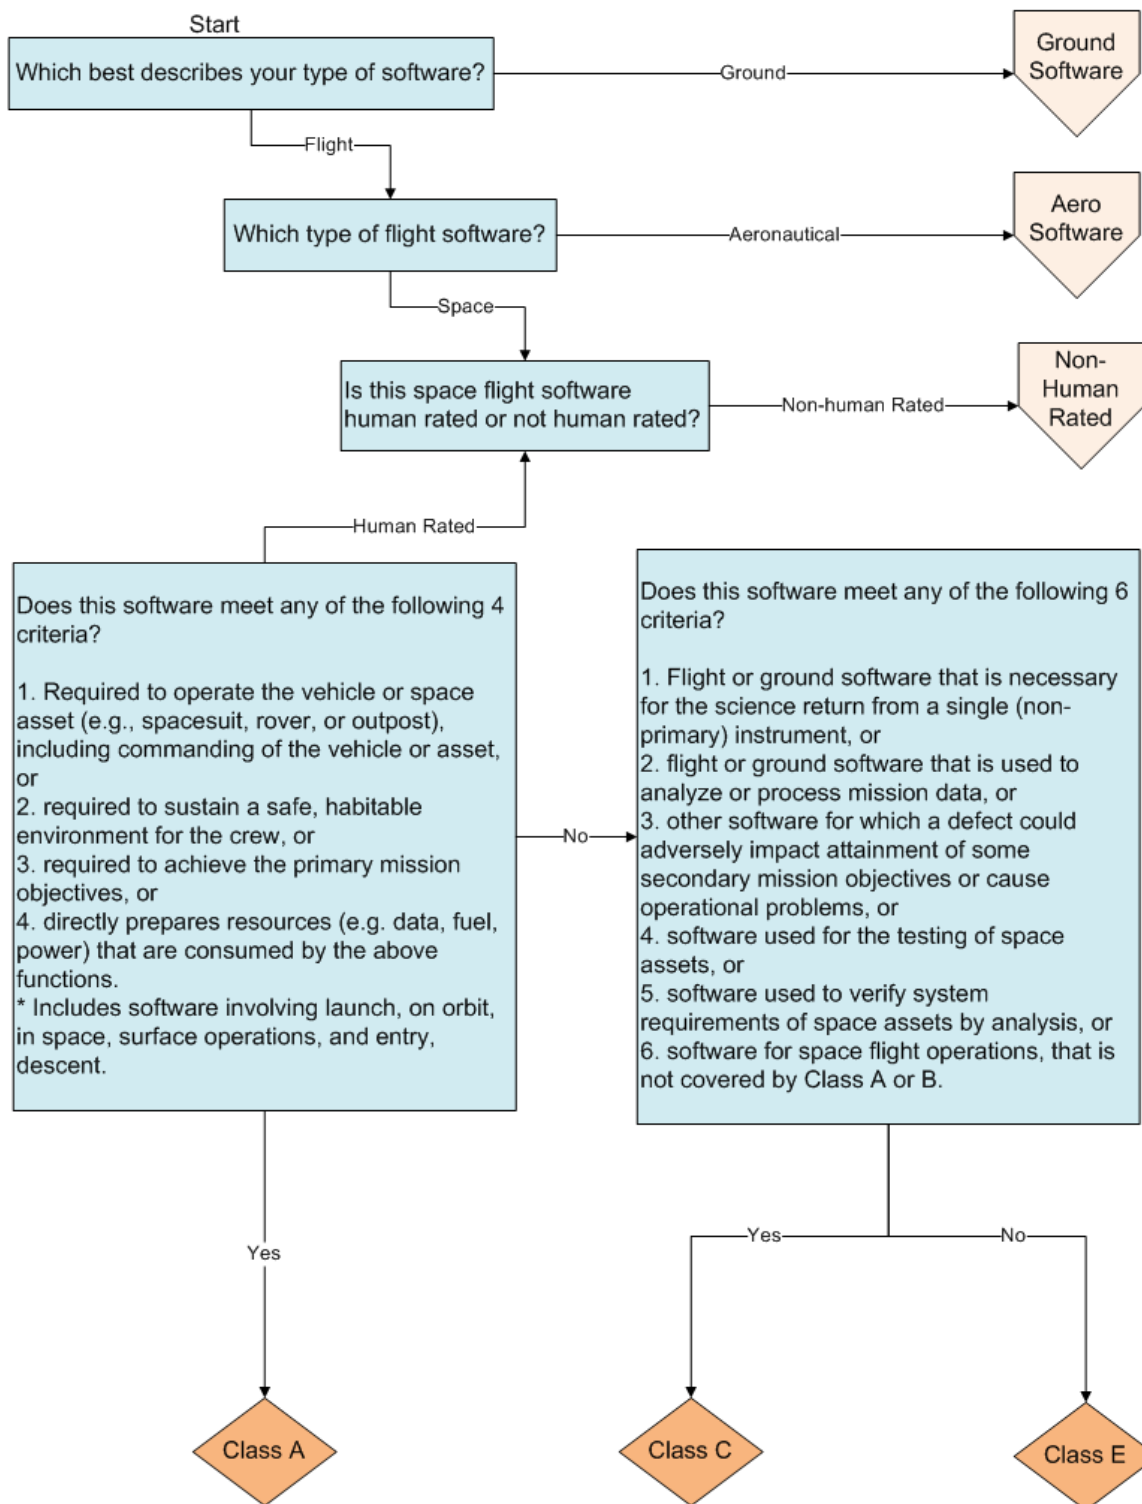 Start
Which best describes your type of software?
Ground
Ground
Software
Flight
Which type of flight software?
Aeronautical
Aero
Software
Space
Is this space flight software
human rated or not human rated?
Non-human Rated
Non-
Human
Rated
Human Rated
Does this software meet any of the following 4
criteria?
1. Required to operate the vehicle or space
asset (e.g., spacesuit, rover, or outpost),
including commanding of the vehicle or asset,
or
2. required to sustain a safe, habitable
environment for the crew, or
3. required to achieve the primary mission
objectives, or
4. directly prepares resources (e.g. data, fuel,
power) that are consumed by the above
functions.
* Includes software involving launch, on orbit,
in space, surface operations, and entry,
descent.
No
Does this software meet any of the following 6
criteria?
1. Flight or ground software that is necessary
for the science return from a single (non-
primary) instrument, or
2. flight or ground software that is used to
analyze or process mission data, or
3. other software for which a defect could
adversely impact attainment of some
secondary mission objectives or cause
operational problems, or
4. software used for the testing of space
assets, or
5. software used to verify system
requirements of space assets by analysis, or
6. software for space flight operations, that is
not covered by Class A or B.
Yes
Yes
No
Class A
Class C
Class E